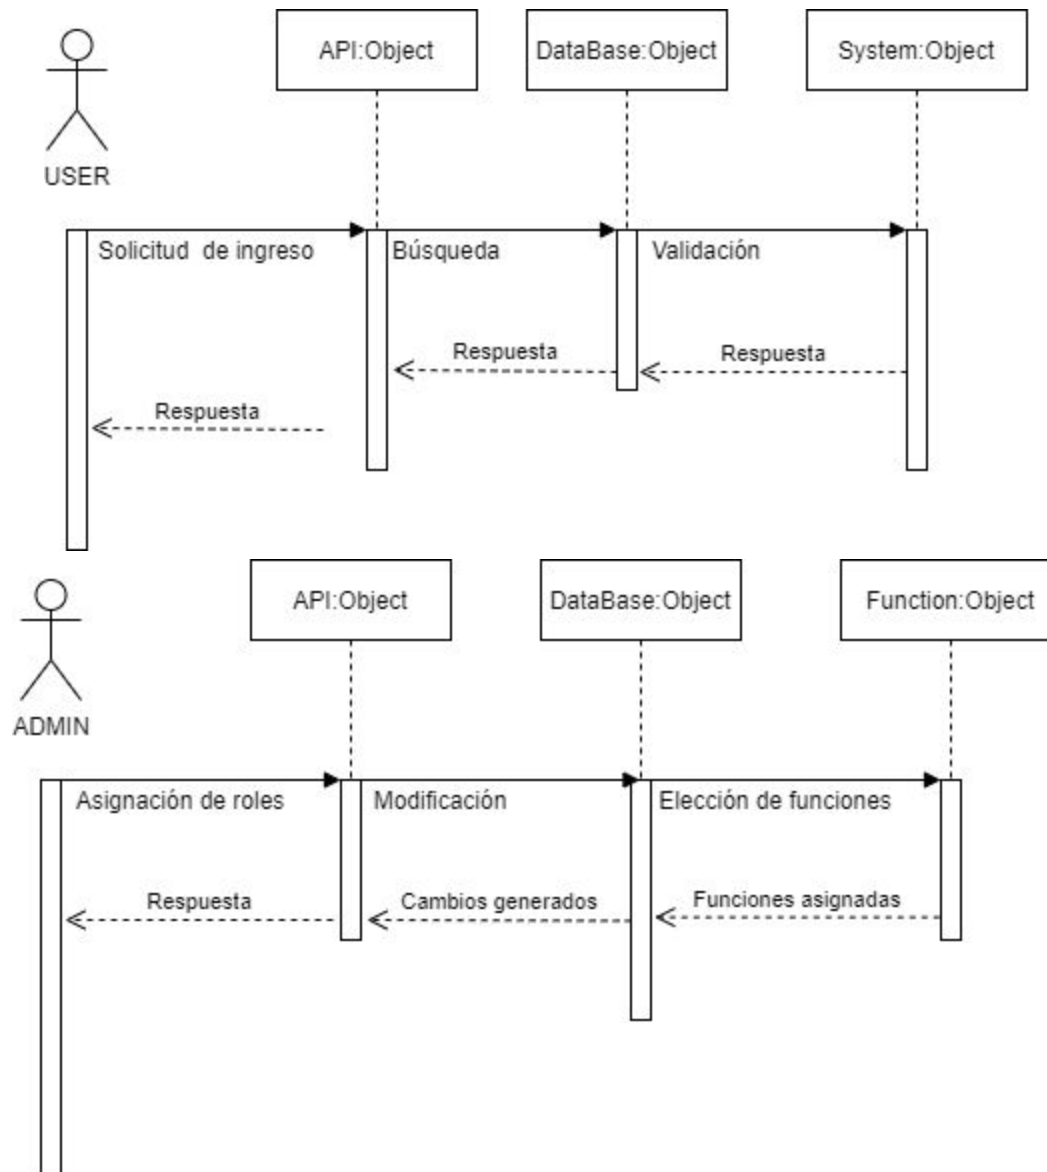 API:Object
DataBase:Object
System:Object
USER
Solicitud de ingreso
Búsqueda
Validación
Respuesta
Respuesta
Respuesta
API:Object
DataBase:Object
Function:Object
ADMIN
Asignación de roles
Modificación
Elección de funciones
Respuesta
Cambios generados
Funciones asignadas